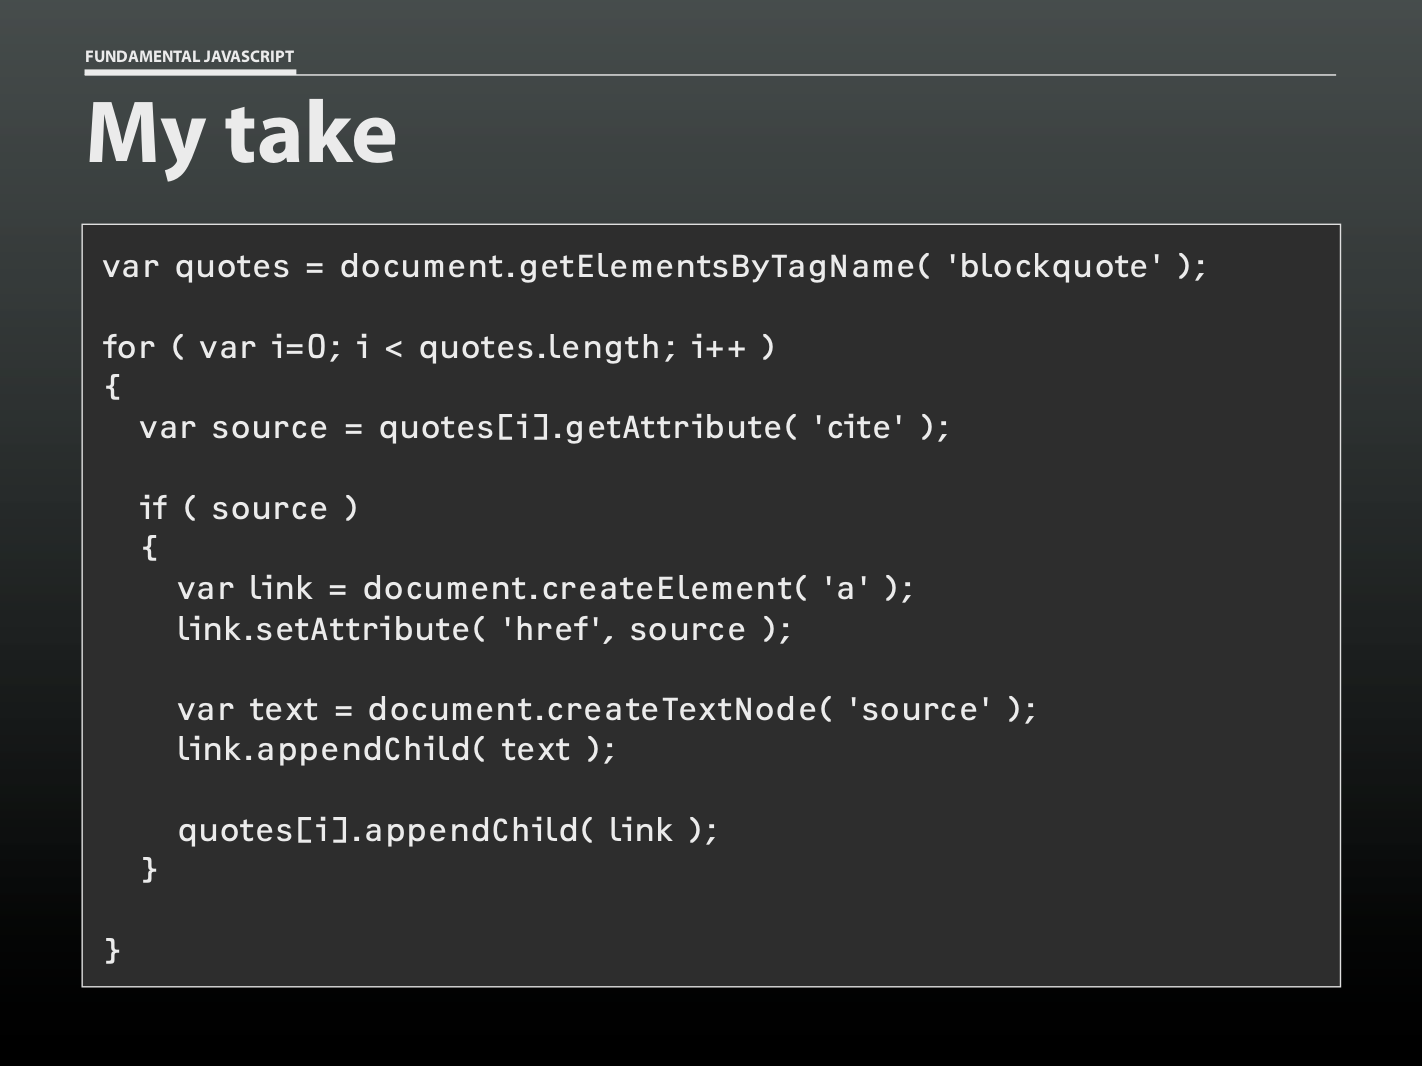 FUNDAMENTAL JAVASCRIPT
My take
var quotes = document.getElementsByTagName( 'blockquote' );
for ( var i=0; i < quotes.length; i++ )
{
  var source = quotes[i].getAttribute( 'cite' );
  if ( source )
  {
    var link = document.createElement( 'a' );
    link.setAttribute( 'href', source );
    var text = document.createTextNode( 'source' );
    link.appendChild( text );
    quotes[i].appendChild( link );
  }
}